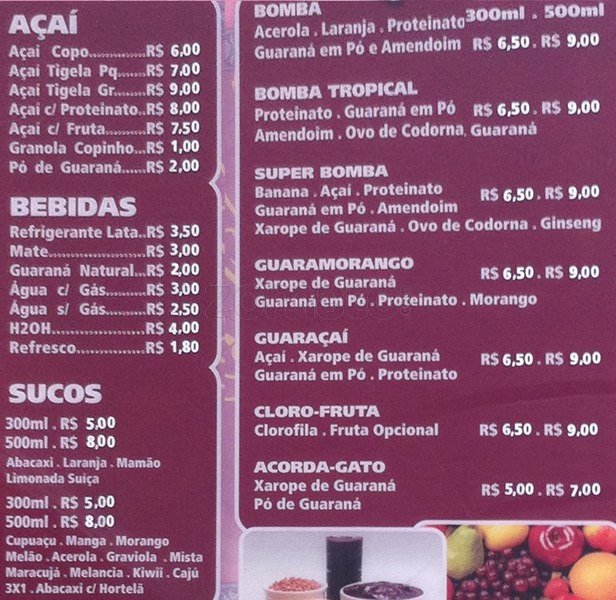 AÇAÍ
Açaí Copo............R$ 6,00
Açaí Tigela Pq.......R$ 7,00
Açaí Tigela Gr.......R$ 9,00
Açaí c/ Proteinato..R$ 8,00
Açaí c/ Fruta.........R$ 7,50
Granola Copinho...R$ 1,00
Pó de Guaraná......R$ 2,00
BEBIDAS
Refrigerante Lata..R$ 3,50
Mate....................R$ 3,00
Guaraná Natural...R$ 2,00
Água c/ Gás........R$ 3,00
Água s/ Gás........R$ 2,50
H2OH..................R$ 4,00
Refresco..............R$ 1,80
SUCOS
300ml . R$ 5,00
500ml . R$ 8,00
Abacaxi . Laranja . Mamão
Limonada Suíça
300ml . R$ 5,00
500ml . R$ 8,00
Cupuaçu . Manga . Morango
Melão . Acerola . Graviola . Mista
Maracujá . Melancia . Kiwii . Cajú
3X1 . Abacaxi c/ Hortelã
BOMBA
300ml . 500ml
Acerola . Laranja . Proteinato
Guaraná em Pó e Amendoim R$ 6,50 . R$ 9,00
BOMBA TROPICAL
Proteinato . Guaraná em Pó R$ 6,50 . R$ 9,00
Amendoim . Ovo de Codorna, Guaraná
SUPER BOMBA
Banana . Açaí . Proteinato R$ 6,50 . R$ 9,00
Guaraná em Pó . Amendoim
Xarope de Guaraná . Ovo de Codorna . Ginseng
GUARAMORANGO
Xarope de Guaraná R$ 6,50 . R$ 9,00
Guaraná em Pó . Proteinato . Morango
GUARAÇAÍ
Açaí . Xarope de Guaraná R$ 6,50 . R$ 9,00
Guaraná em Pó . Proteinato
CLORO-FRUTA
Clorofila . Fruta Opcional R$ 6,50 . R$ 9,00
ACORDA-GATO
Xarope de Guaraná R$ 5,00 . R$ 7,00
Pó de Guaraná